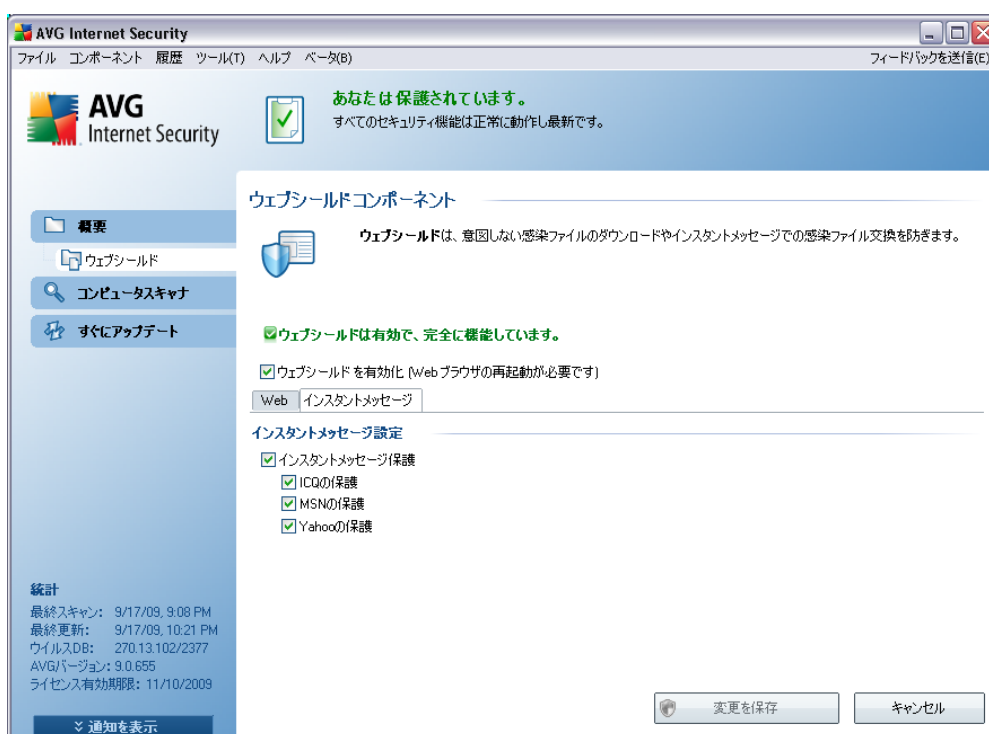 AVG Internet Security
ファイル コンポーネント 履歴 ツール(T) ヘルプ ベータ(B) フィードバックを送信(E)
AVG
Internet Security
あなたは保護されています。
すべてのセキュリティ機能は正常に動作し最新です。
ウェブシールドコンポーネント
概要
ウェブシールド
コンピュータスキャナ
すぐにアップデート
ウェブシールドは、意図しない感染ファイルのダウンロードやインスタントメッセージでの感染ファイル交換を防ぎます。
ウェブシールドは有効で、完全に機能しています。
ウェブシールド を有効化 (Web ブラウザの再起動が必要です)
Web インスタントメッセージ
インスタントメッセージ設定
インスタントメッセージ保護
ICQの保護
MSNの保護
Yahooの保護
統計
最終スキャン: 9/17/09, 9:08 PM
最終更新: 9/17/09, 10:21 PM
ウイルスDB: 270.13.102/2377
AVGバージョン: 9.0.655
ライセンス有効期限: 11/10/2009
通知を表示
変更を保存 キャンセル